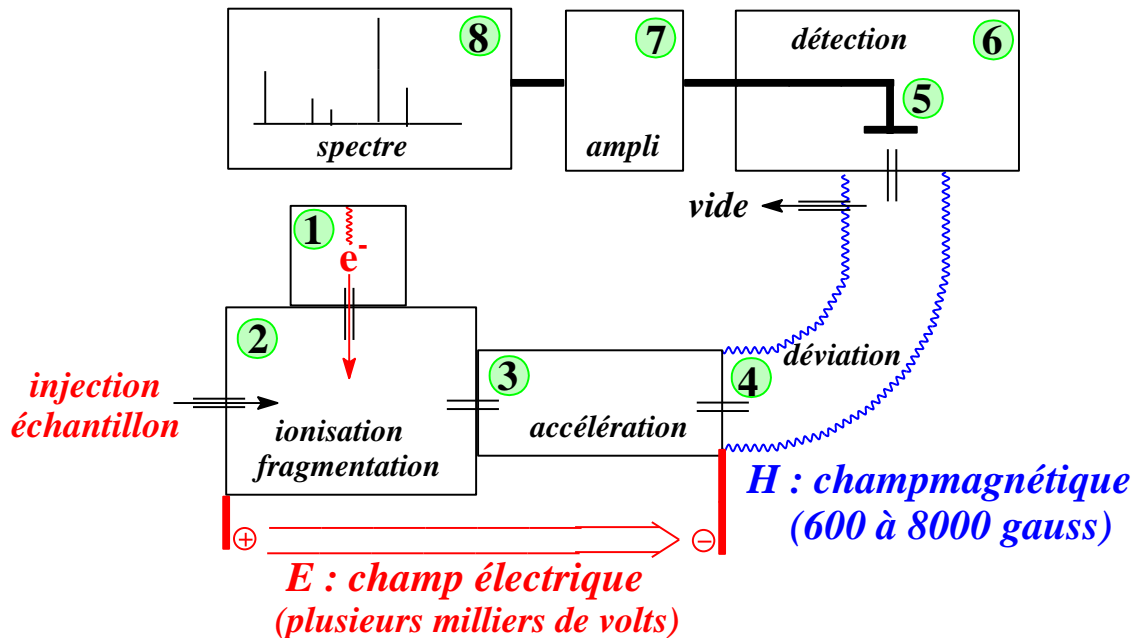 8
7
détection
6
5
spectre
ampli
vide
1
e-
2
3
4
déviation
injection
échantillon
ionisation
fragmentation
accélération
H : champmagnétique
(600 à 8000 gauss)
+
-
E : champ électrique
(plusieurs milliers de volts)